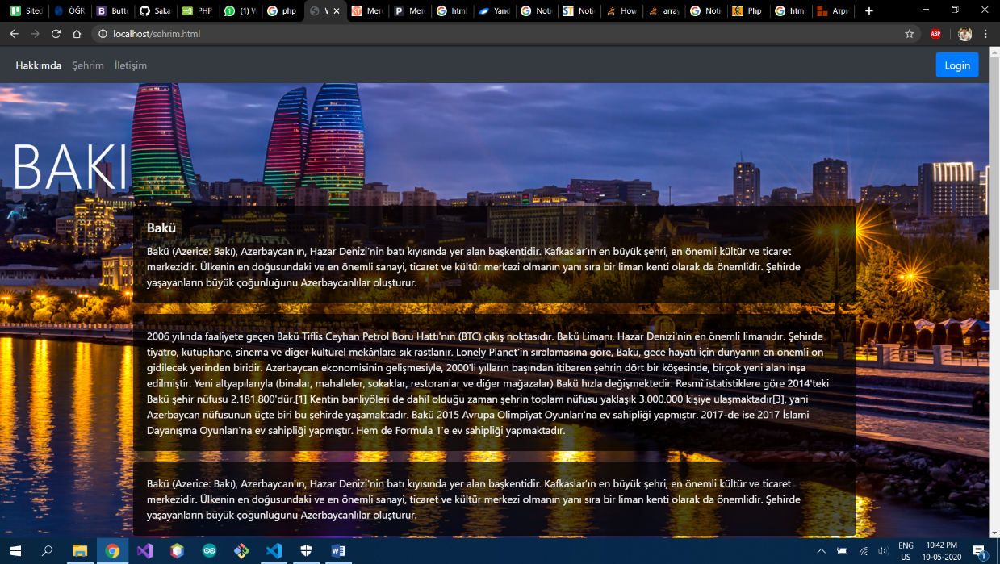 Sited
ÖĞR
Butt
Saka
PHP
(1) W
php
Met
Met
html
Yand
Noti
Noti
How
array
Noti
Php
html
Атри
localhost/sehrim.html
ABP
Hakkımda Şehrim İletişim
Login
BAKI
Bakü
Bakü (Azerice: Bakı), Azerbaycan'ın, Hazar Denizi'nin batı kıyısında yer alan başkentidir. Kafkaslar'ın en büyük şehri, en önemli kültür ve ticaret
merkezidir. Ülkenin en doğusundaki ve en önemli sanayi, ticaret ve kültür merkezi olmanın yanı sıra bir liman kenti olarak da önemlidir. Şehirde
yaşayanların büyük çoğunluğunu Azerbaycanlılar oluşturur.
2006 yılında faaliyete geçen Bakü Tiflis Ceyhan Petrol Boru Hattı'nın (BTC) çıkış noktasıdır. Bakü Limanı, Hazar Denizi'nin en önemli limanıdır. Şehirde
tiyatro, kütüphane, sinema ve diğer kültürel mekânlara sık rastlanır. Lonely Planet'in sıralamasına göre, Bakü, gece hayatı için dünyanın en önemli on
gidilecek yerinden biridir. Azerbaycan ekonomisinin gelişmesiyle, 2000'li yılların başından itibaren şehrin dört bir köşesinde, birçok yeni alan inşa
edilmiştir. Yeni altyapılarıyla (binalar, mahalleler, sokaklar, restoranlar ve diğer mağazalar) Bakü hızla değişmektedir. Resmî istatistiklere göre 2014'teki
Bakü şehir nüfusu 2.181.800'dür.[1] Kentin banliyöleri de dahil olduğu zaman şehrin toplam nüfusu yaklaşık 3.000.000 kişiye ulaşmaktadır[3], yani
Azerbaycan nüfusunun üçte biri bu şehirde yaşamaktadır. Bakü 2015 Avrupa Olimpiyat Oyunları'na ev sahipliği yapmıştır. 2017-de ise 2017 İslami
Dayanışma Oyunları'na ev sahipliği yapmıştır. Hem de Formula 1'e ev sahipliği yapmaktadır.
Bakü (Azerice: Bakı), Azerbaycan'ın, Hazar Denizi'nin batı kıyısında yer alan başkentidir. Kafkaslar'ın en büyük şehri, en önemli kültür ve ticaret
merkezidir. Ülkenin en doğusundaki ve en önemli sanayi, ticaret ve kültür merkezi olmanın yanı sıra bir liman kenti olarak da önemlidir. Şehirde
yaşayanların büyük çoğunluğunu Azerbaycanlılar oluşturur.
ENG
US
10:42 PM
10-05-2020
1